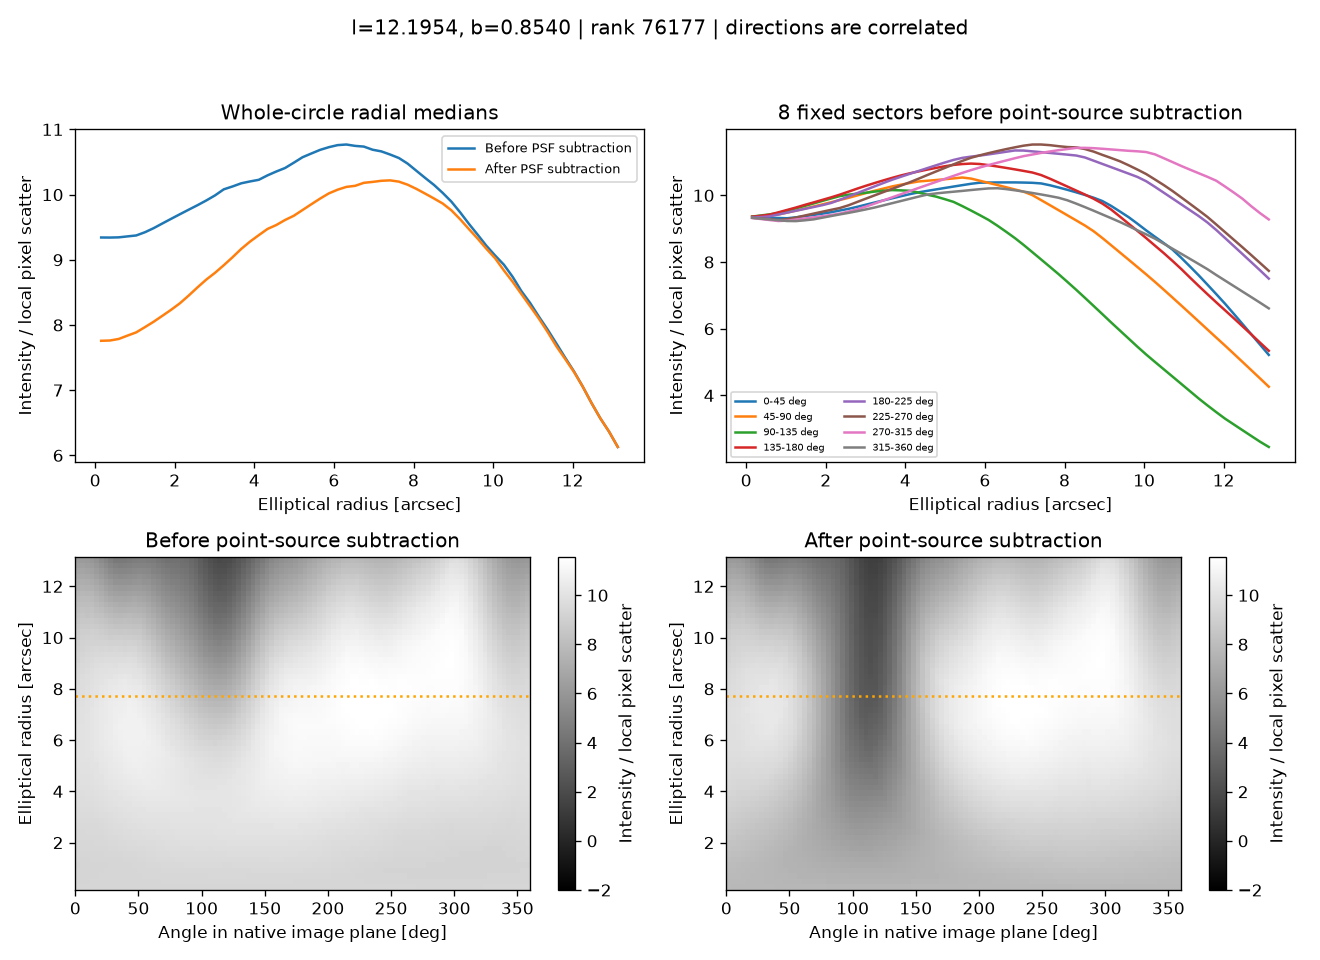 l=12.1954, b=0.8540 | rank 76177 | directions are correlated
Whole-circle radial medians
Intensity / local pixel scatter
11
10
9
8
7
6
Before PSF subtraction
After PSF subtraction
0 2 4 6 8 10 12
Elliptical radius [arcsec]
8 fixed sectors before point-source subtraction
Intensity / local pixel scatter
10
8
6
4
0-45 deg
45-90 deg
90-135 deg
135-180 deg
180-225 deg
225-270 deg
270-315 deg
315-360 deg
0 2 4 6 8 10 12
Elliptical radius [arcsec]
Before point-source subtraction
Elliptical radius [arcsec]
12
10
8
6
4
2
0 50 100 150 200 250 300 350
Angle in native image plane [deg]
10
8
6
4
2
0
−2
Intensity / local pixel scatter
After point-source subtraction
Elliptical radius [arcsec]
12
10
8
6
4
2
0 50 100 150 200 250 300 350
Angle in native image plane [deg]
10
8
6
4
2
0
−2
Intensity / local pixel scatter